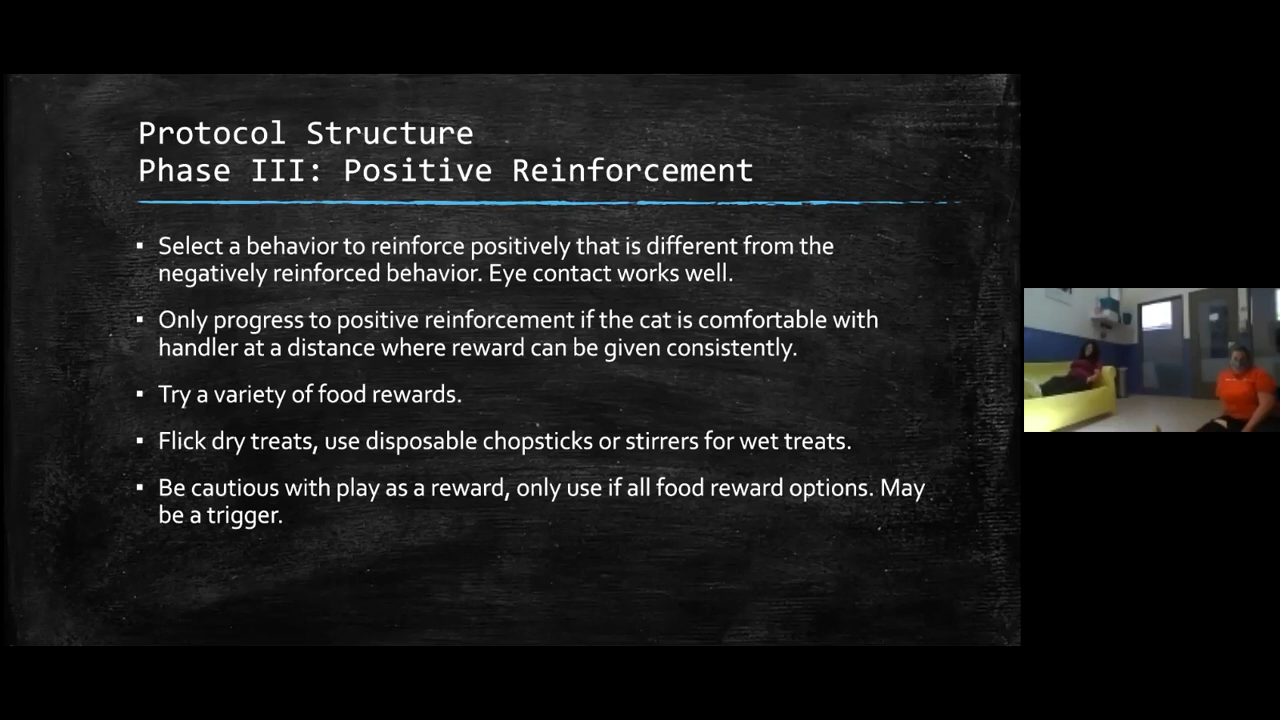 Protocol Structure
Phase III: Positive Reinforcement
▪ Select a behavior to reinforce positively that is different from the
negatively reinforced behavior. Eye contact works well.
▪ Only progress to positive reinforcement if the cat is comfortable with
handler at a distance where reward can be given consistently.
▪ Try a variety of food rewards.
▪ Flick dry treats, use disposable chopsticks or stirrers for wet treats.
▪ Be cautious with play as a reward, only use if all food reward options. May
be a trigger.